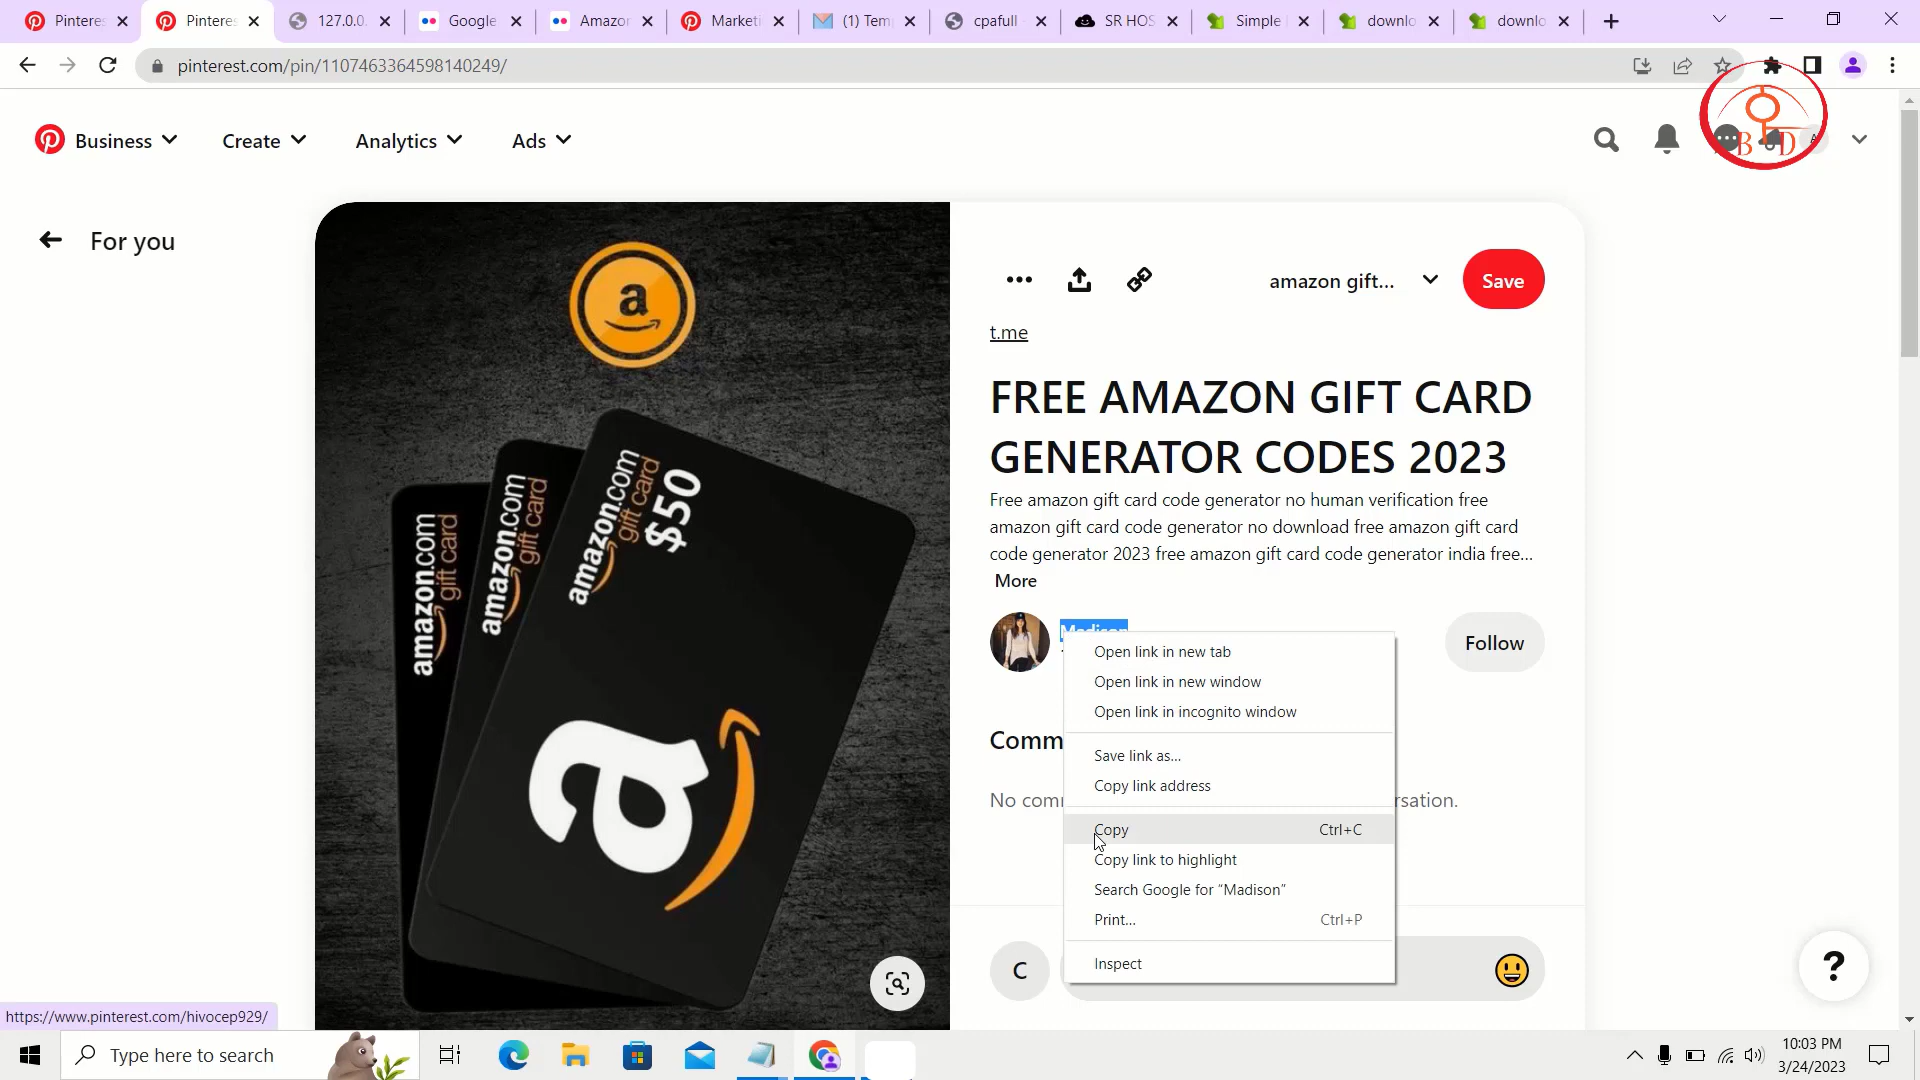 Pinteres
Pinteres
127.0.0.
Google
Amazon
Marketi
(1) Tem
cpafull
SR HOS
Simple
downlo
downlo
pinterest.com/pin/1107463364598140249/
Business
Create
Analytics
Ads
B D
For you
amazon gift...
Save
t.me
FREE AMAZON GIFT CARD
GENERATOR CODES 2023
Free amazon gift card code generator no human verification free
amazon gift card code generator no download free amazon gift card
code generator 2023 free amazon gift card code generator india free...
More
Madison
Follow
Open link in new tab
Open link in new window
Open link in incognito window
Save link as...
Copy link address
Copy Ctrl+C
Copy link to highlight
Search Google for “Madison”
Print... Ctrl+P
Inspect
Comm
No com
rsation.
C
?
a
amazon.com
gift card
amazon.com
gift card
amazon.com
gift card
$50
a
https://www.pinterest.com/hivocep929/
Type here to search
10:03 PM
3/24/2023